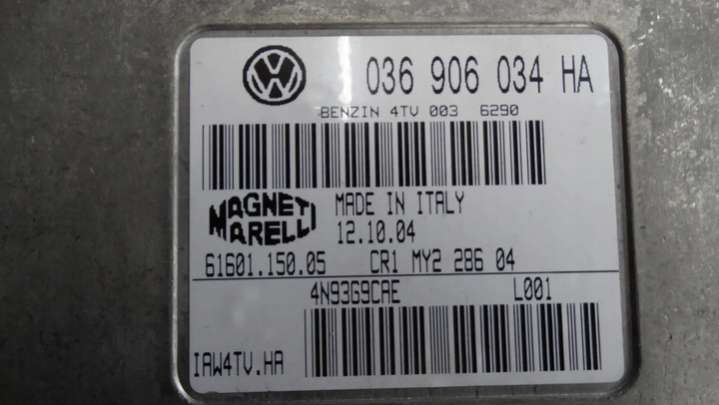 036 906 034 HA
BENZIN 4TV 003 6290
MAGNETI MARELLI
MADE IN ITALY
12.10.04
61601.150.05 CR1 MY2 286 04
4N93G9CAE L001
IAW4TV.HA